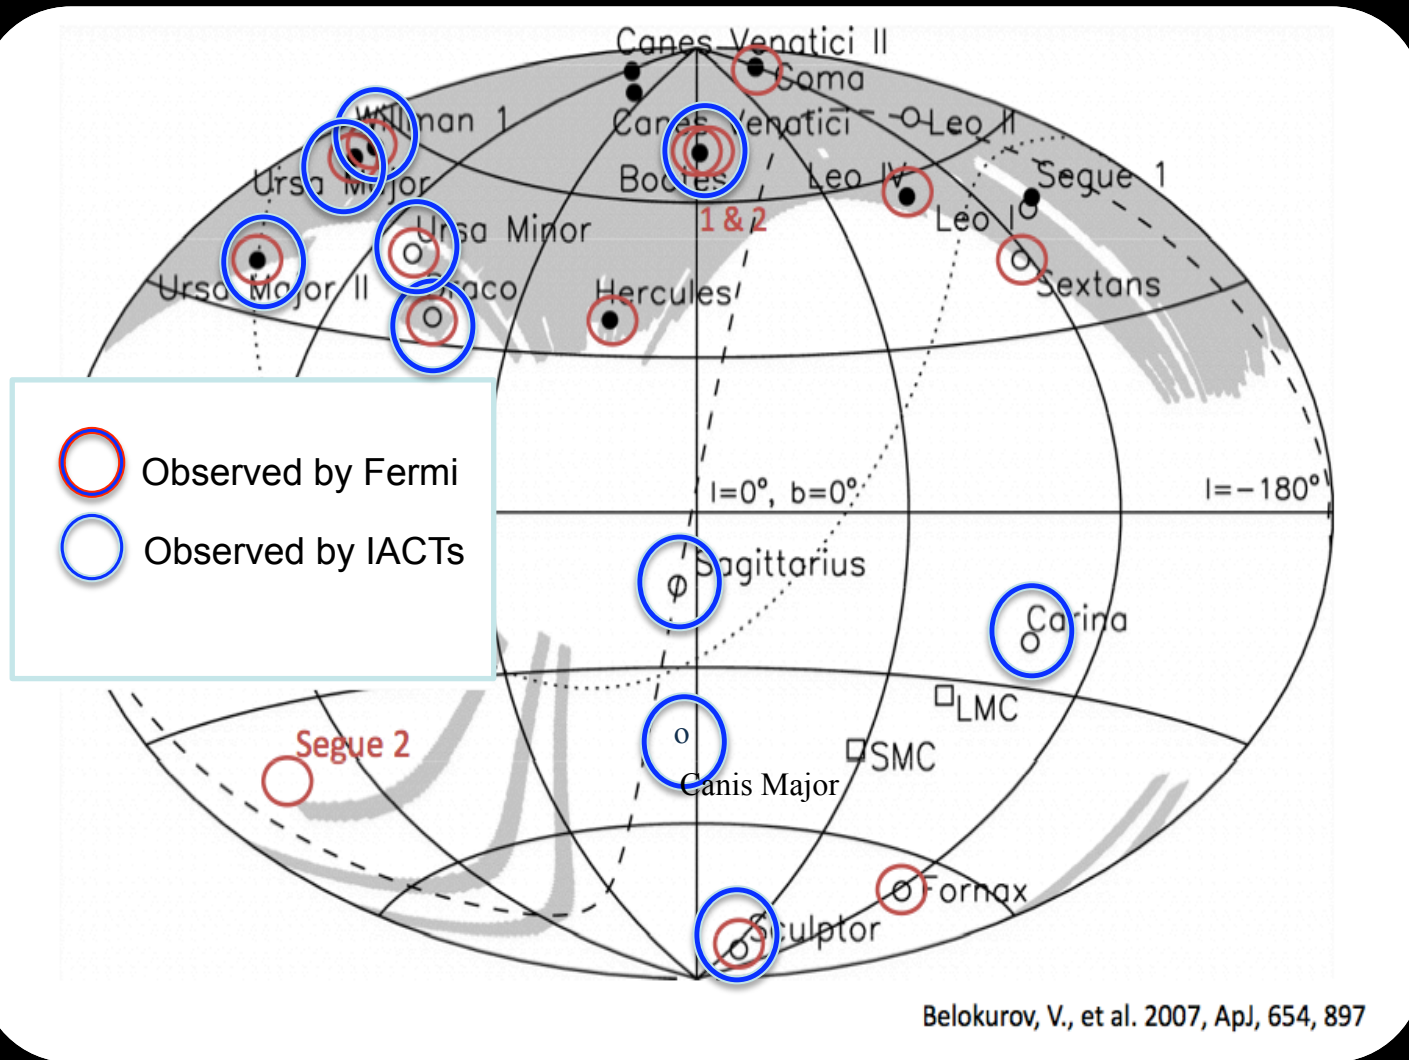 Canes Venatici II
Coma
Willman 1
Canes Venatici
Leo II
Ursa Major
Bootes
Leo IV
Segue 1
1 & 2
Leo I
Ursa Minor
Ursa Major II
Draco
Hercules
Sextans
Observed by Fermi
l=0°, b=0°
l=-180°
Observed by IACTs
Sagittarius
Carina
LMC
Segue 2
SMC
Canis Major
Fornax
Sculptor
Belokurov, V., et al. 2007, ApJ, 654, 897